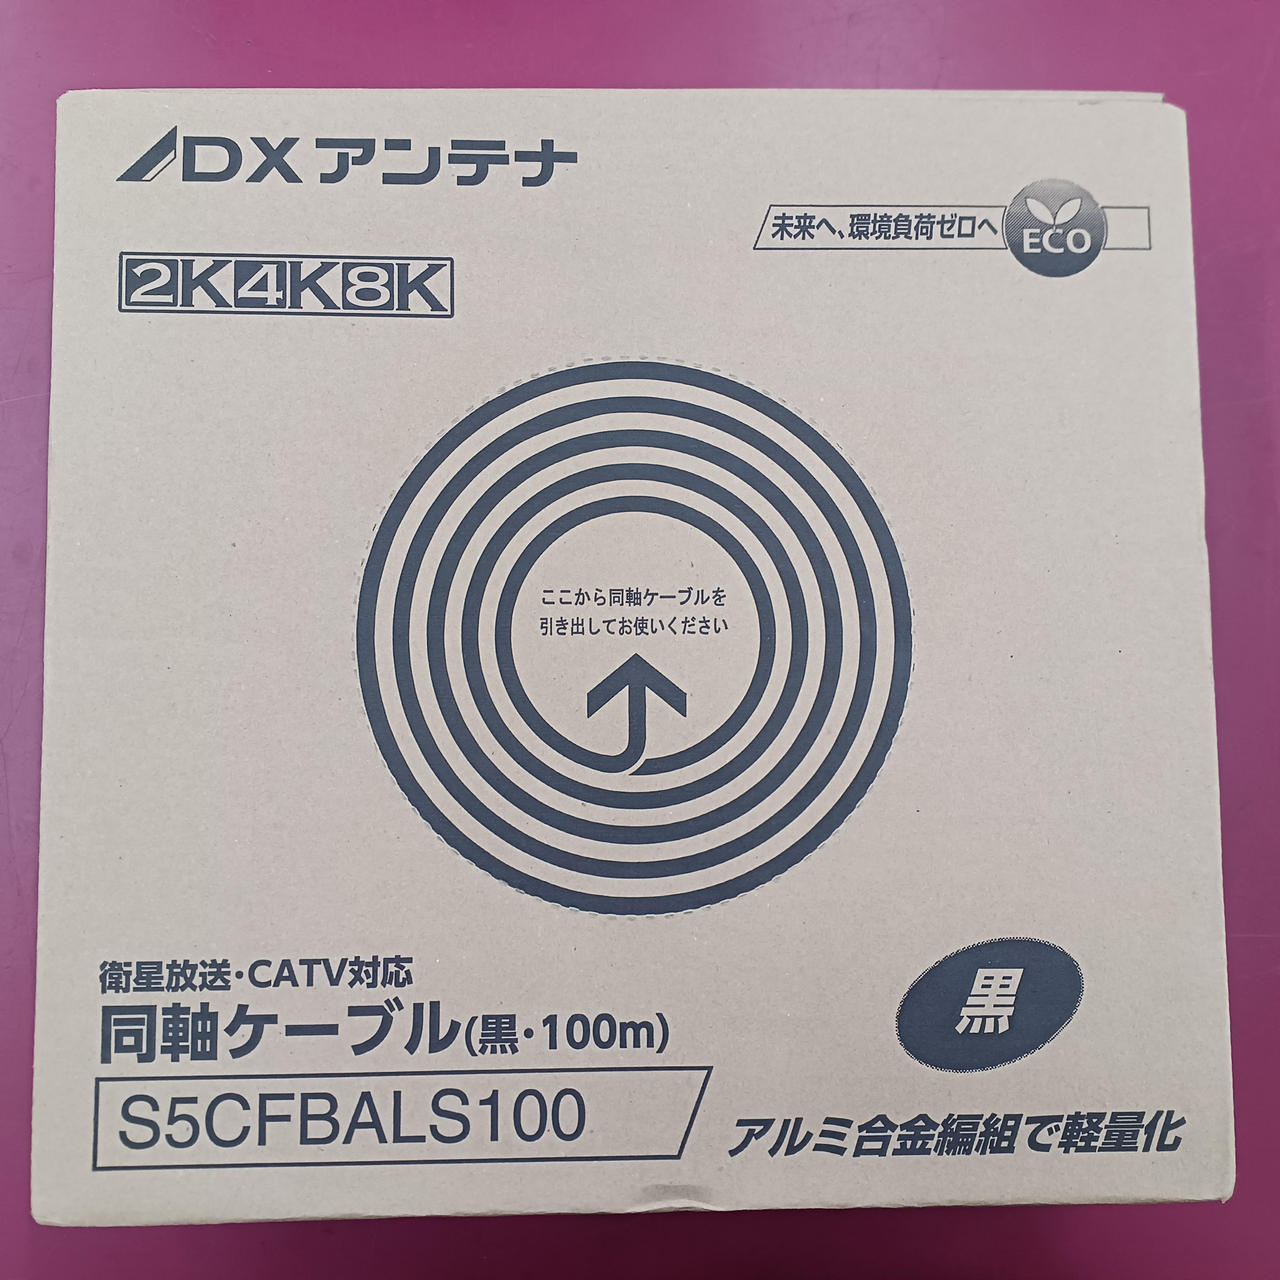 DXアンテナ
未来へ、環境負荷ゼロへ
ECO
2K4K8K
ここから同軸ケーブルを
引き出してお使いください
衛星放送・CATV対応
同軸ケーブル(黒・100m)
黒
S5CFBALS100
アルミ合金編組で軽量化